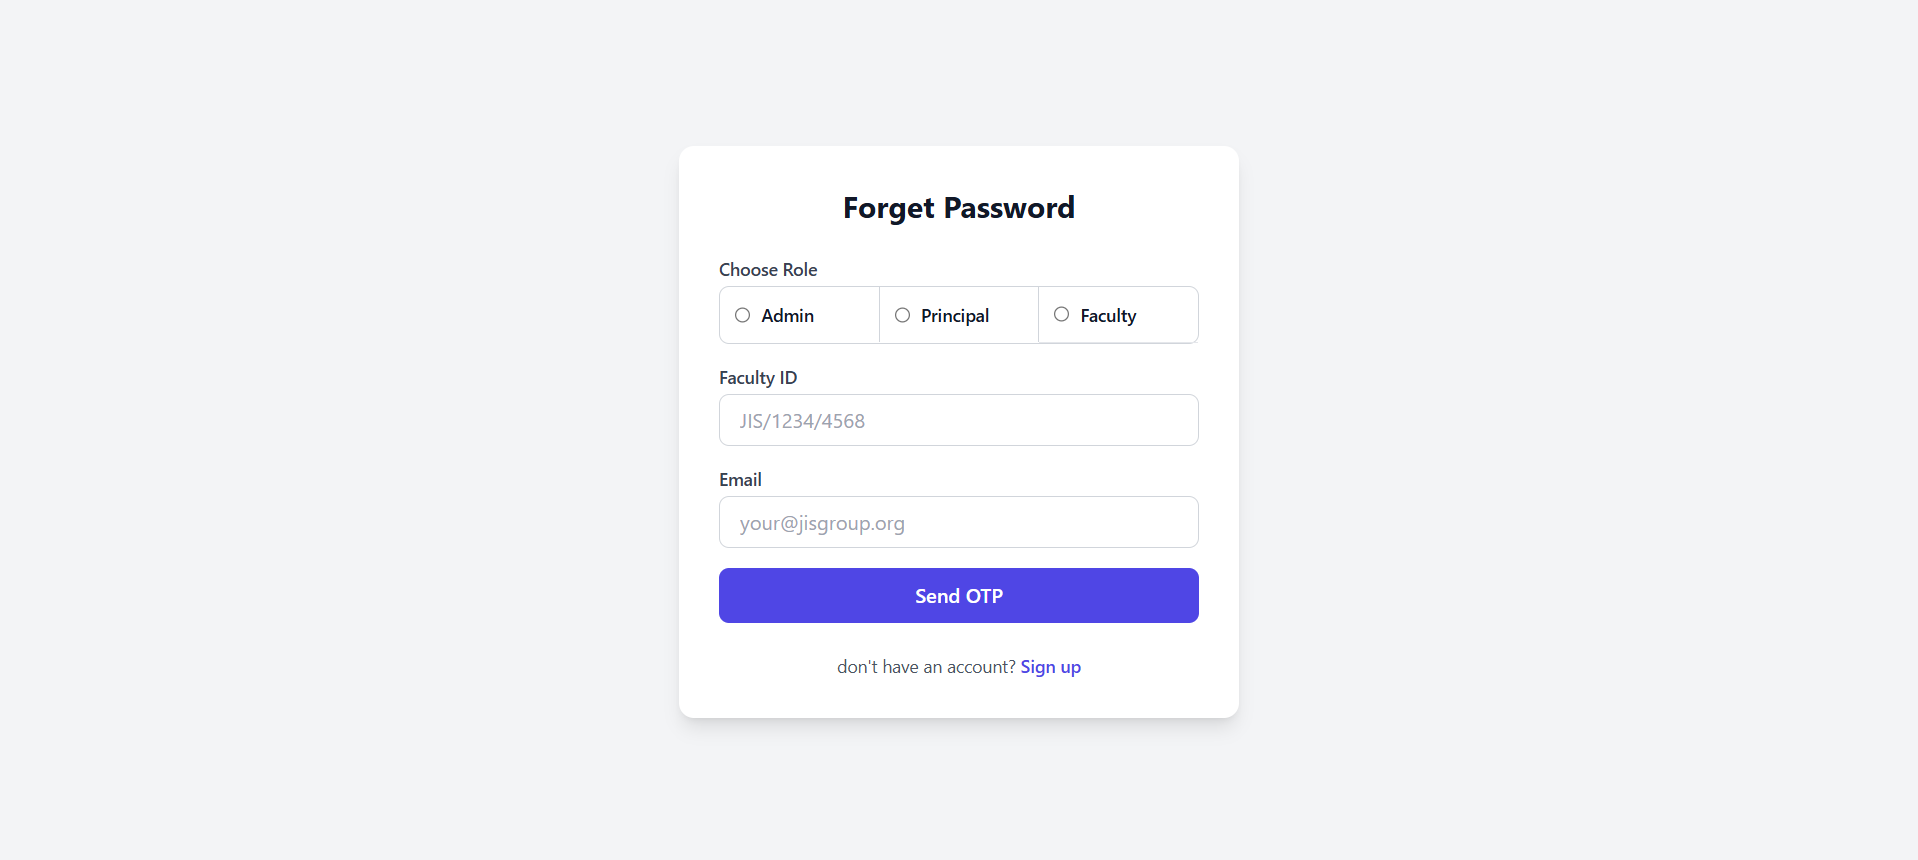 Forget Password
Choose Role
Admin Principal Faculty
Faculty ID
JIS/1234/4568
Email
your@jisgroup.org
Send OTP
don't have an account? Sign up